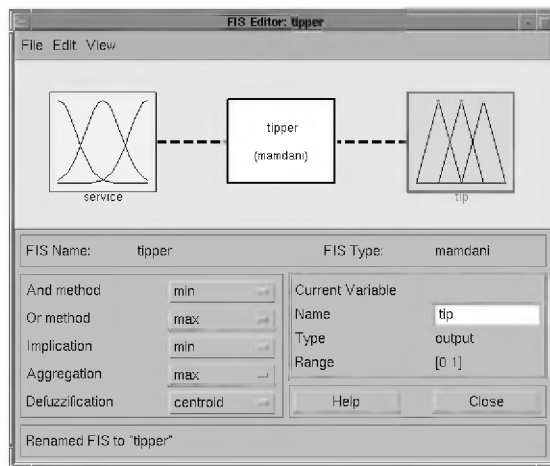 FIS Editor: tipper
File Edit View
tipper
(mamdani)
service
tip
FIS Name: tipper FIS Type: mamdani
And method min
Or method max
Implication min
Aggregation max
Defuzzification centroid
Current Variable
Name tip
Type output
Range [0 1]
Help Close
Renamed FIS to "tipper"